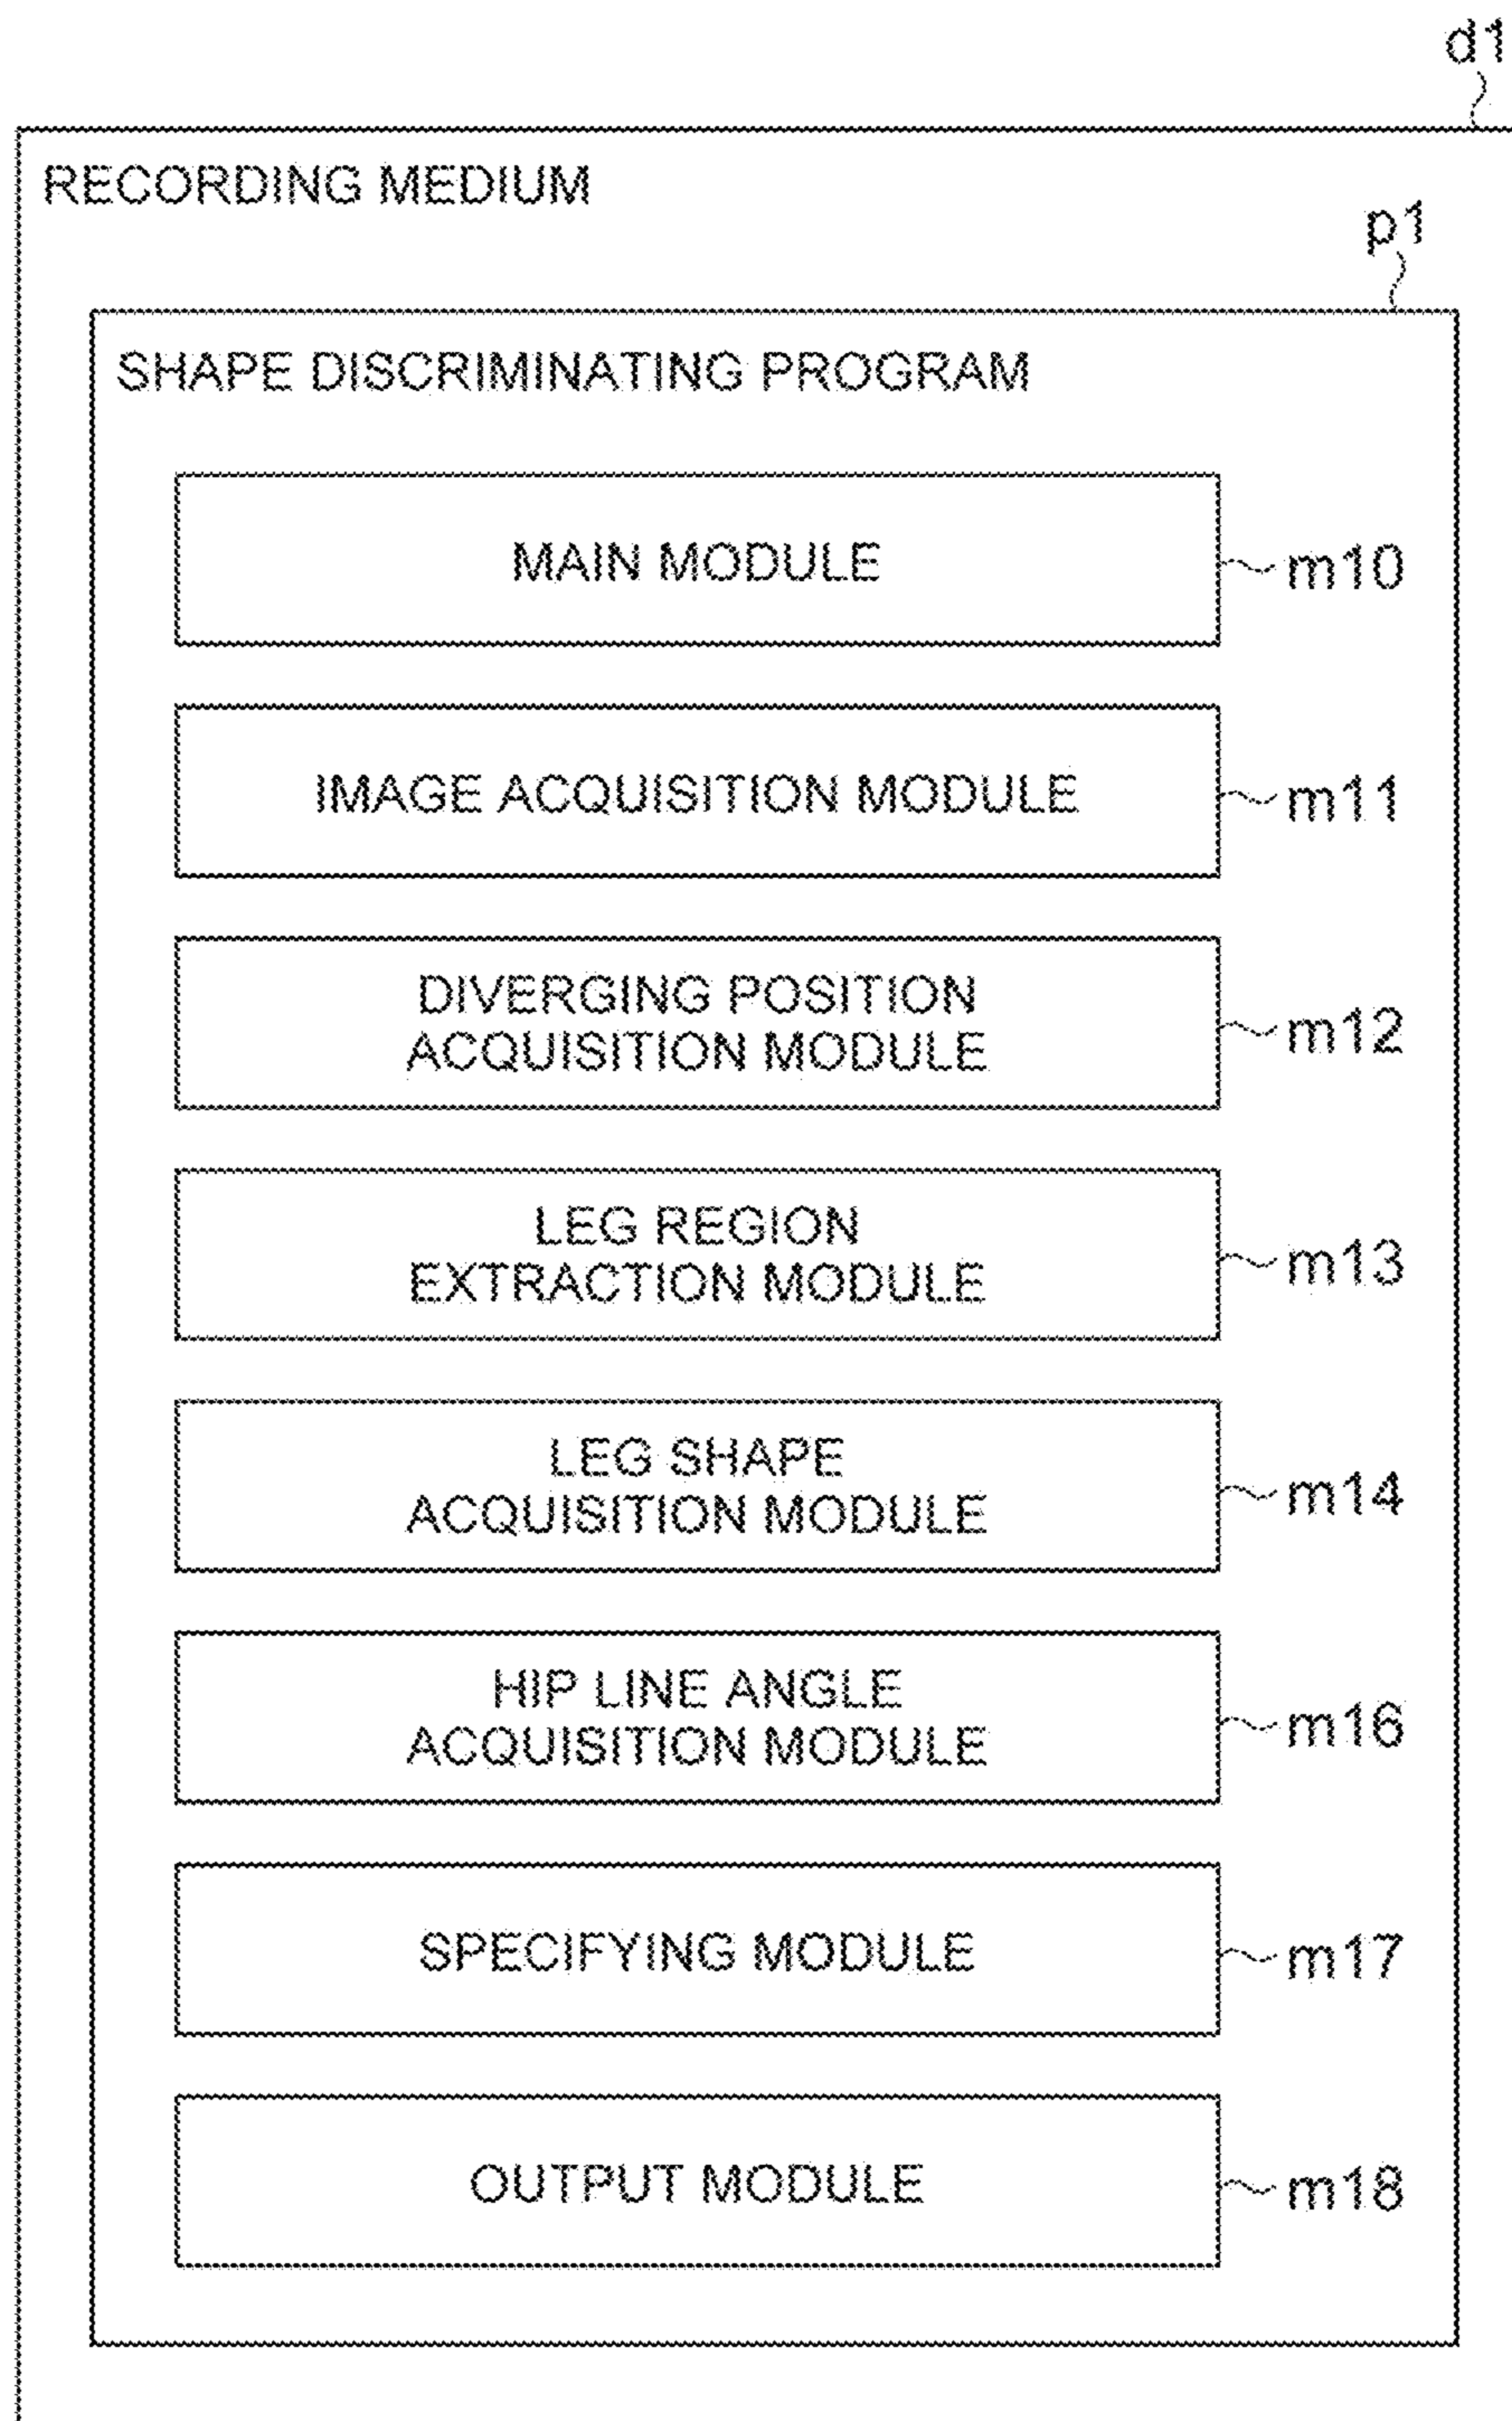 d1
RECORDING MEDIUM
p1
SHAPE DISCRIMINATING PROGRAM
MAIN MODULE
m10
IMAGE ACQUISITION MODULE
m11
DIVERGING POSITION
ACQUISITION MODULE
m12
LEG REGION
EXTRACTION MODULE
m13
LEG SHAPE
ACQUISITION MODULE
m14
HIP LINE ANGLE
ACQUISITION MODULE
m16
SPECIFYING MODULE
m17
OUTPUT MODULE
m18